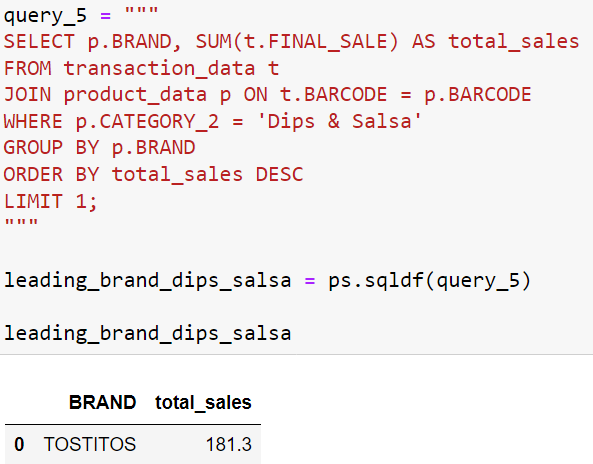 query_5 = """
SELECT p.BRAND, SUM(t.FINAL_SALE) AS total_sales
FROM transaction_data t
JOIN product_data p ON t.BARCODE = p.BARCODE
WHERE p.CATEGORY_2 = 'Dips & Salsa'
GROUP BY p.BRAND
ORDER BY total_sales DESC
LIMIT 1;
"""
leading_brand_dips_salsa = ps.sqldf(query_5)
leading_brand_dips_salsa
BRAND total_sales
0 TOSTITOS 181.3